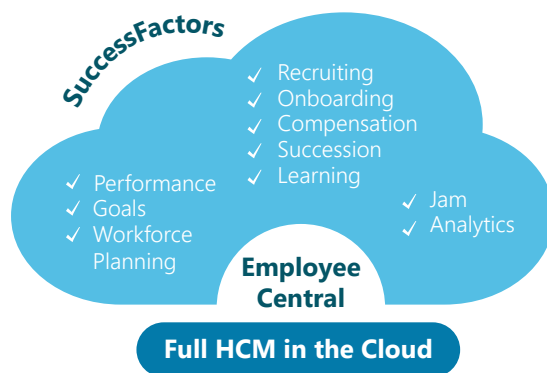 SuccessFactors
✓ Recruiting
✓ Onboarding
✓ Compensation
✓ Succession
✓ Learning
✓ Performance
✓ Goals
✓ Workforce
Planning
✓ Jam
✓ Analytics
Employee
Central
Full HCM in the Cloud